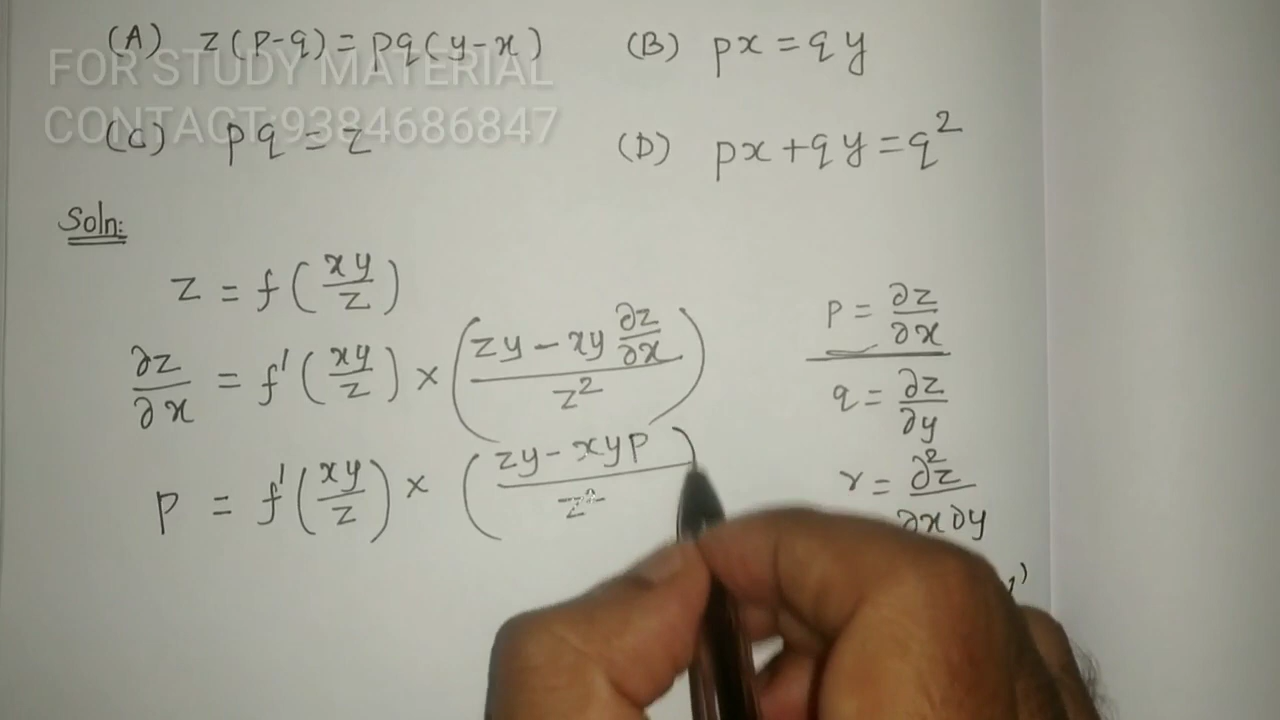 (A) z(p-q) = pq(y-x) (B) px = qy
FOR STUDY MATERIAL
CONTACT:9384686847
(C) pq = z (D) px + qy = q²
Soln:
z = f(xy/z)
∂z/∂x = f'(xy/z) × (zy - xy ∂z/∂x / z²)
p = f'(xy/z) × (zy - xyp / z²)
p = ∂z/∂x
q = ∂z/∂y
r = ∂²z/∂x∂y